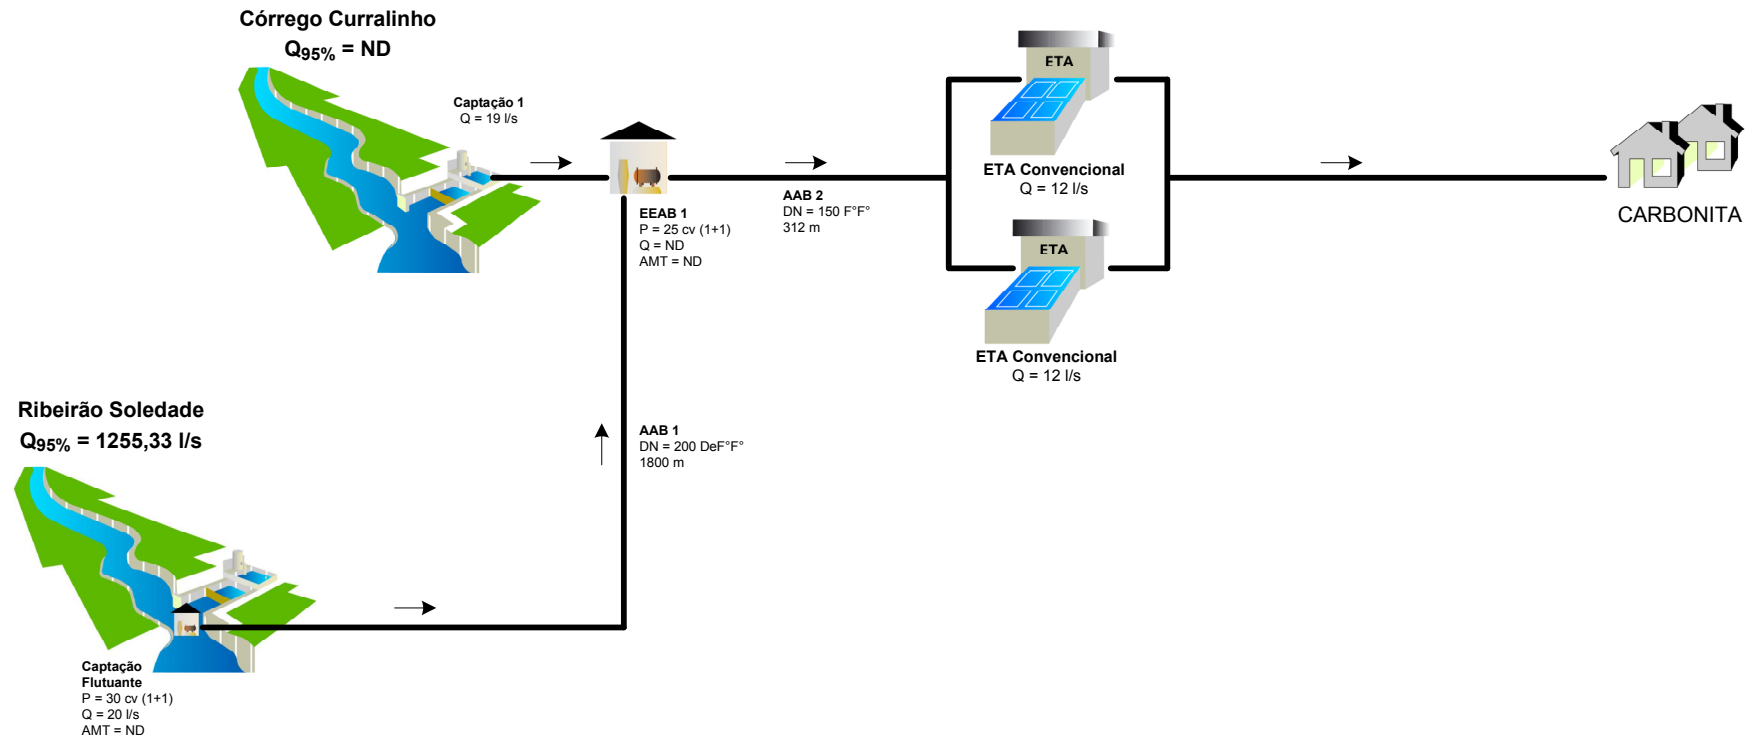 Córrego Curralinho
Q95% = ND
Captação 1
Q = 19 l/s
EEAB 1
P = 25 cv (1+1)
Q = ND
AMT = ND
AAB 2
DN = 150 F°F°
312 m
ETA
ETA Convencional
Q = 12 l/s
ETA
ETA Convencional
Q = 12 l/s
CARBONITA
Ribeirão Soledade
Q95% = 1255,33 l/s
AAB 1
DN = 200 DeF°F°
1800 m
Captação
Flutuante
P = 30 cv (1+1)
Q = 20 l/s
AMT = ND